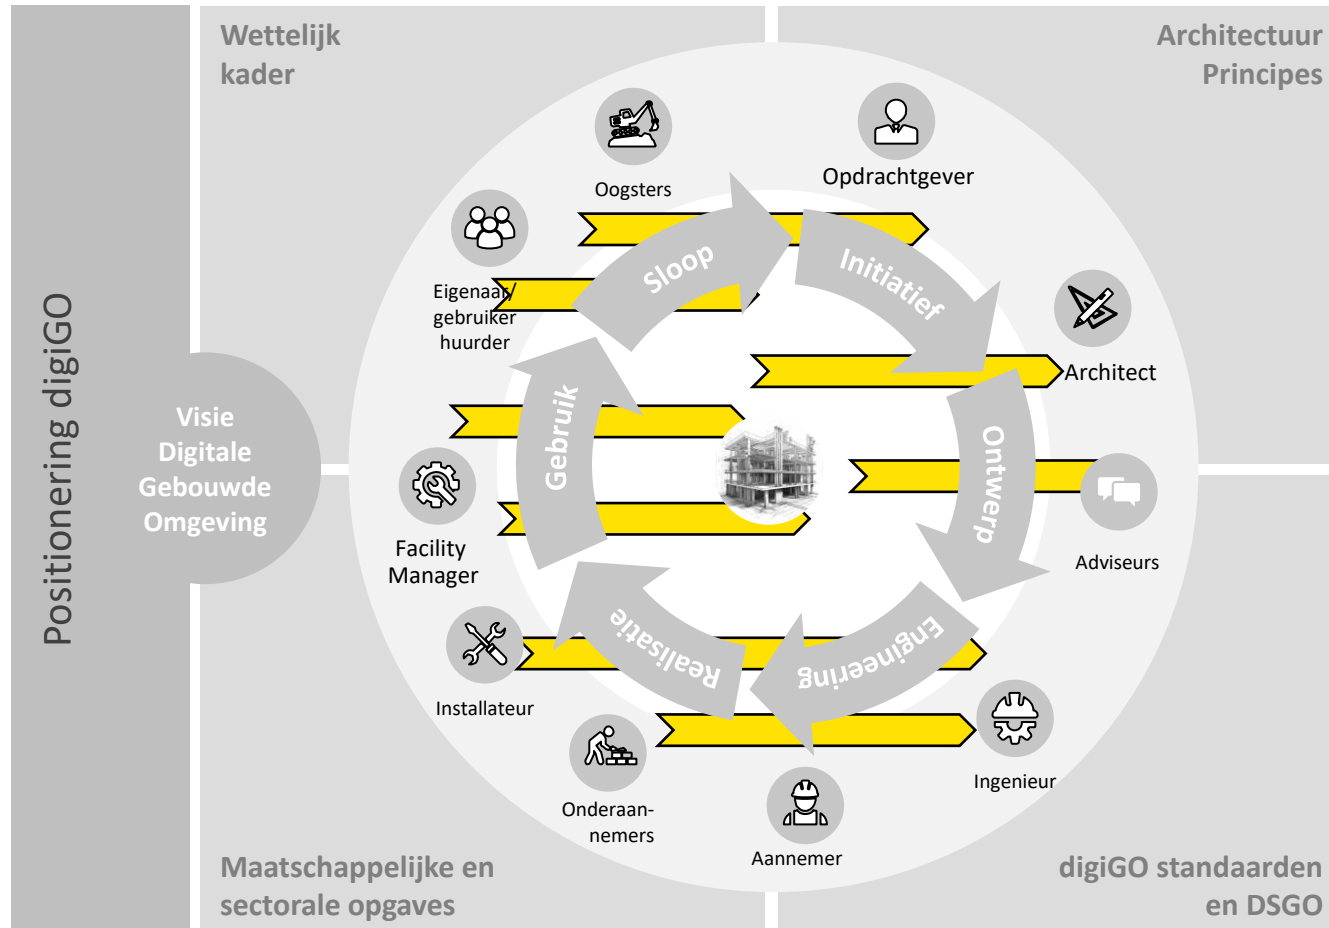 Positionering digiGO
Visie
Digitale
Gebouwde
Omgeving
Wettelijk
kader
Architectuur
Principes
Oogsters
Opdrachtgever
Eigenaar/
gebruiker
huurder
Architect
Facility
Manager
Adviseurs
Installateur
Ingenieur
Onderaan-
nemers
Aannemer
Sloop
Initiatief
Ontwerp
Engineering
Realisatie
Gebruik
Maatschappelijke en
sectorale opgaves
digiGO standaarden
en DSGO